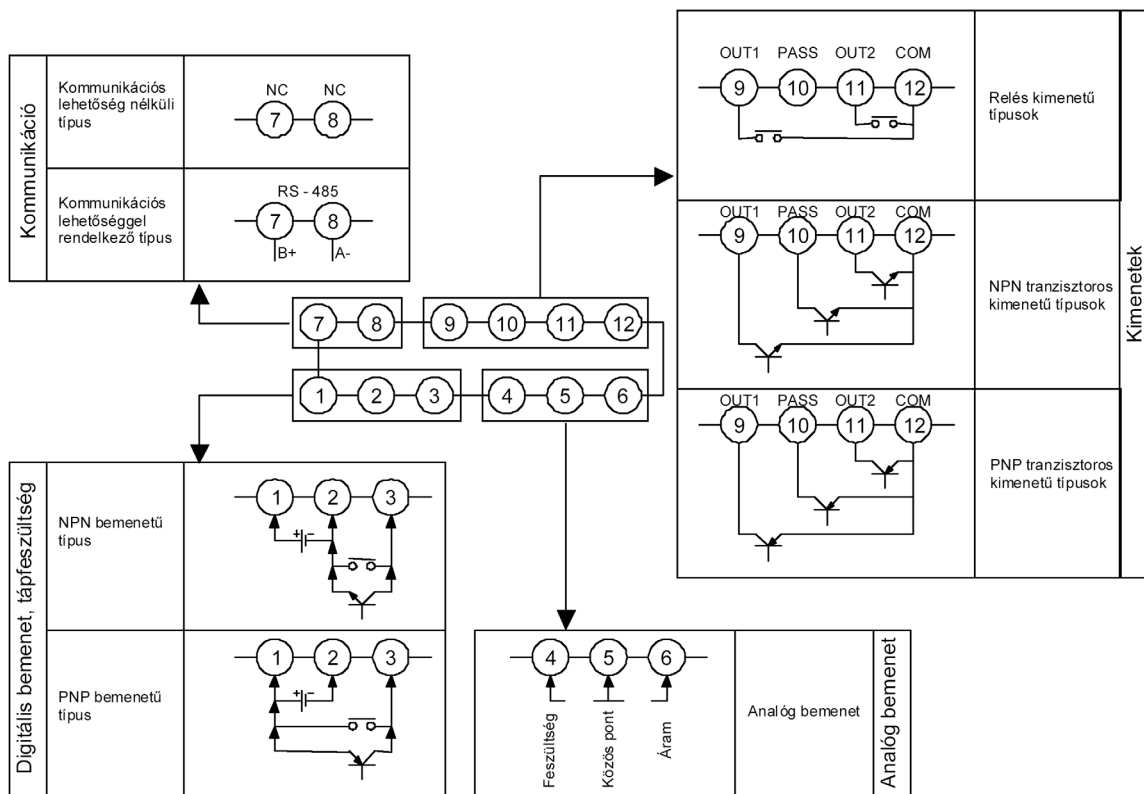 Kommunikáció
Kommunikációs
lehetőség nélküli
típus
NC NC
7 8
Kommunikációs
lehetőséggel
rendelkező típus
RS - 485
7 8
B+ A-
OUT1 PASS OUT2 COM
9 10 11 12
Relés kimenetű
típusok
OUT1 PASS OUT2 COM
9 10 11 12
NPN tranzisztoros
kimenetű típusok
OUT1 PASS OUT2 COM
9 10 11 12
PNP tranzisztoros
kimenetű típusok
Kimenetek
7 8 9 10 11 12
1 2 3 4 5 6
Digitális bemenet, tápfeszültség
NPN bemenetű
típus
1 2 3
+ -
PNP bemenetű
típus
1 2 3
+ -
4 5 6
Feszültség
Közös pont
Áram
Analóg bemenet
Analóg bemenet